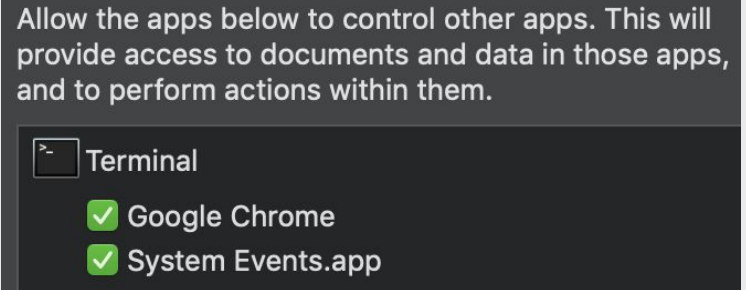 Allow the apps below to control other apps. This will
provide access to documents and data in those apps,
and to perform actions within them.
Terminal
Google Chrome
System Events.app